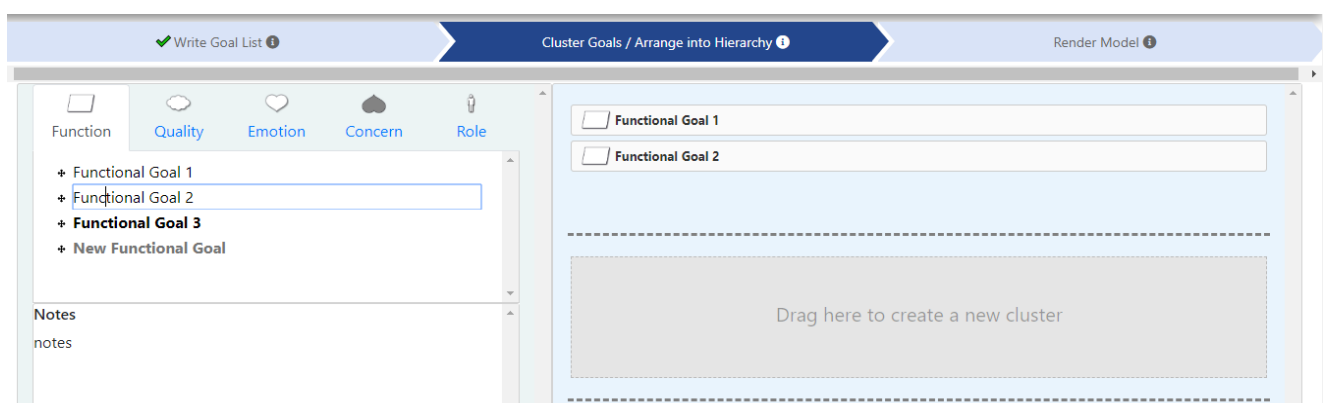 Write Goal List
Cluster Goals / Arrange into Hierarchy
Render Model
Function
Quality
Emotion
Concern
Role
Functional Goal 1
Functional Goal 2
Functional Goal 3
New Functional Goal
Notes
notes
Functional Goal 1
Functional Goal 2
Drag here to create a new cluster